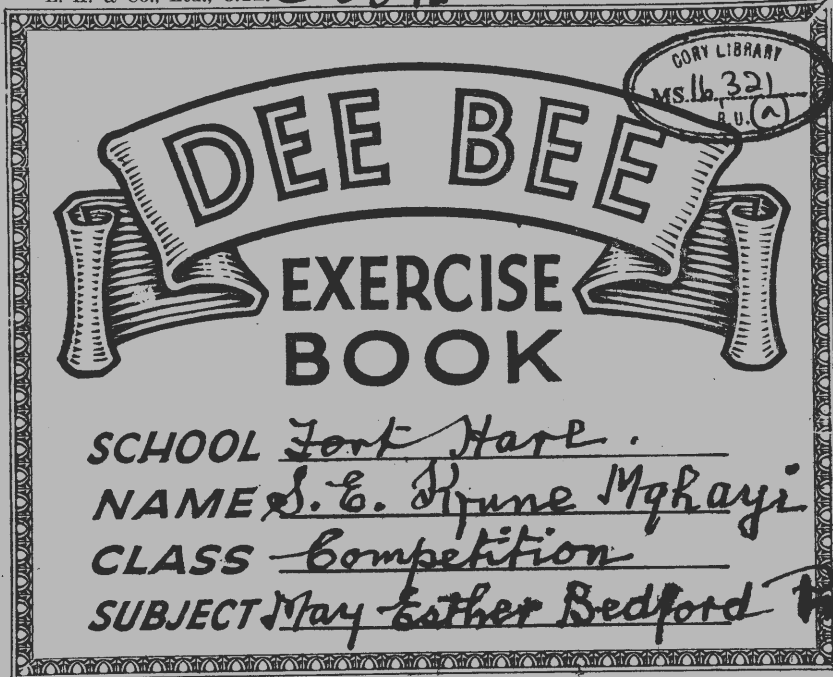 CORY LIBRARY
MS. 16 321
R.U. (a)
DEE BEE
EXERCISE
BOOK
SCHOOL Fort Hare.
NAME S. E. Krune Mqhayi
CLASS Competition
SUBJECT May Esther Bedford